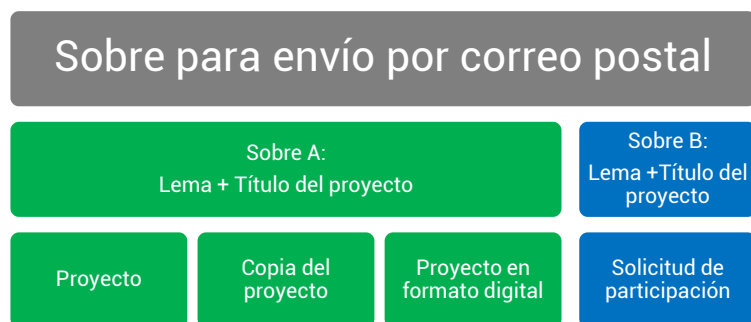 Sobre para envío por correo postal
Sobre A:
Lema + Título del proyecto
Sobre B:
Lema +Título del
proyecto
Proyecto
Copia del
proyecto
Proyecto en
formato digital
Solicitud de
participación